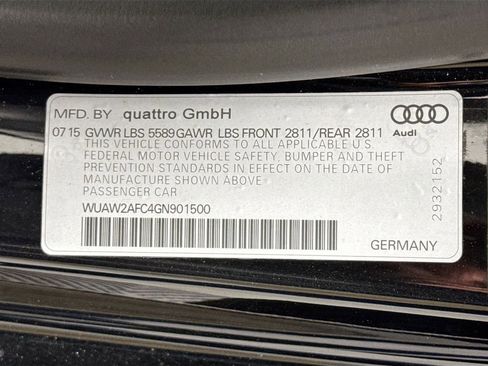 MFD. BY quattro GmbH
Audi
07 15 GVWR LBS 5589 GAWR LBS FRONT 2811/REAR 2811
THIS VEHICLE CONFORMS TO ALL APPLICABLE U.S.
FEDERAL MOTOR VEHICLE SAFETY, BUMPER AND THEFT
PREVENTION STANDARDS IN EFFECT ON THE DATE OF
MANUFACTURE SHOWN ABOVE.
PASSENGER CAR
WUAW2AFC4GN901500
2932152
GERMANY